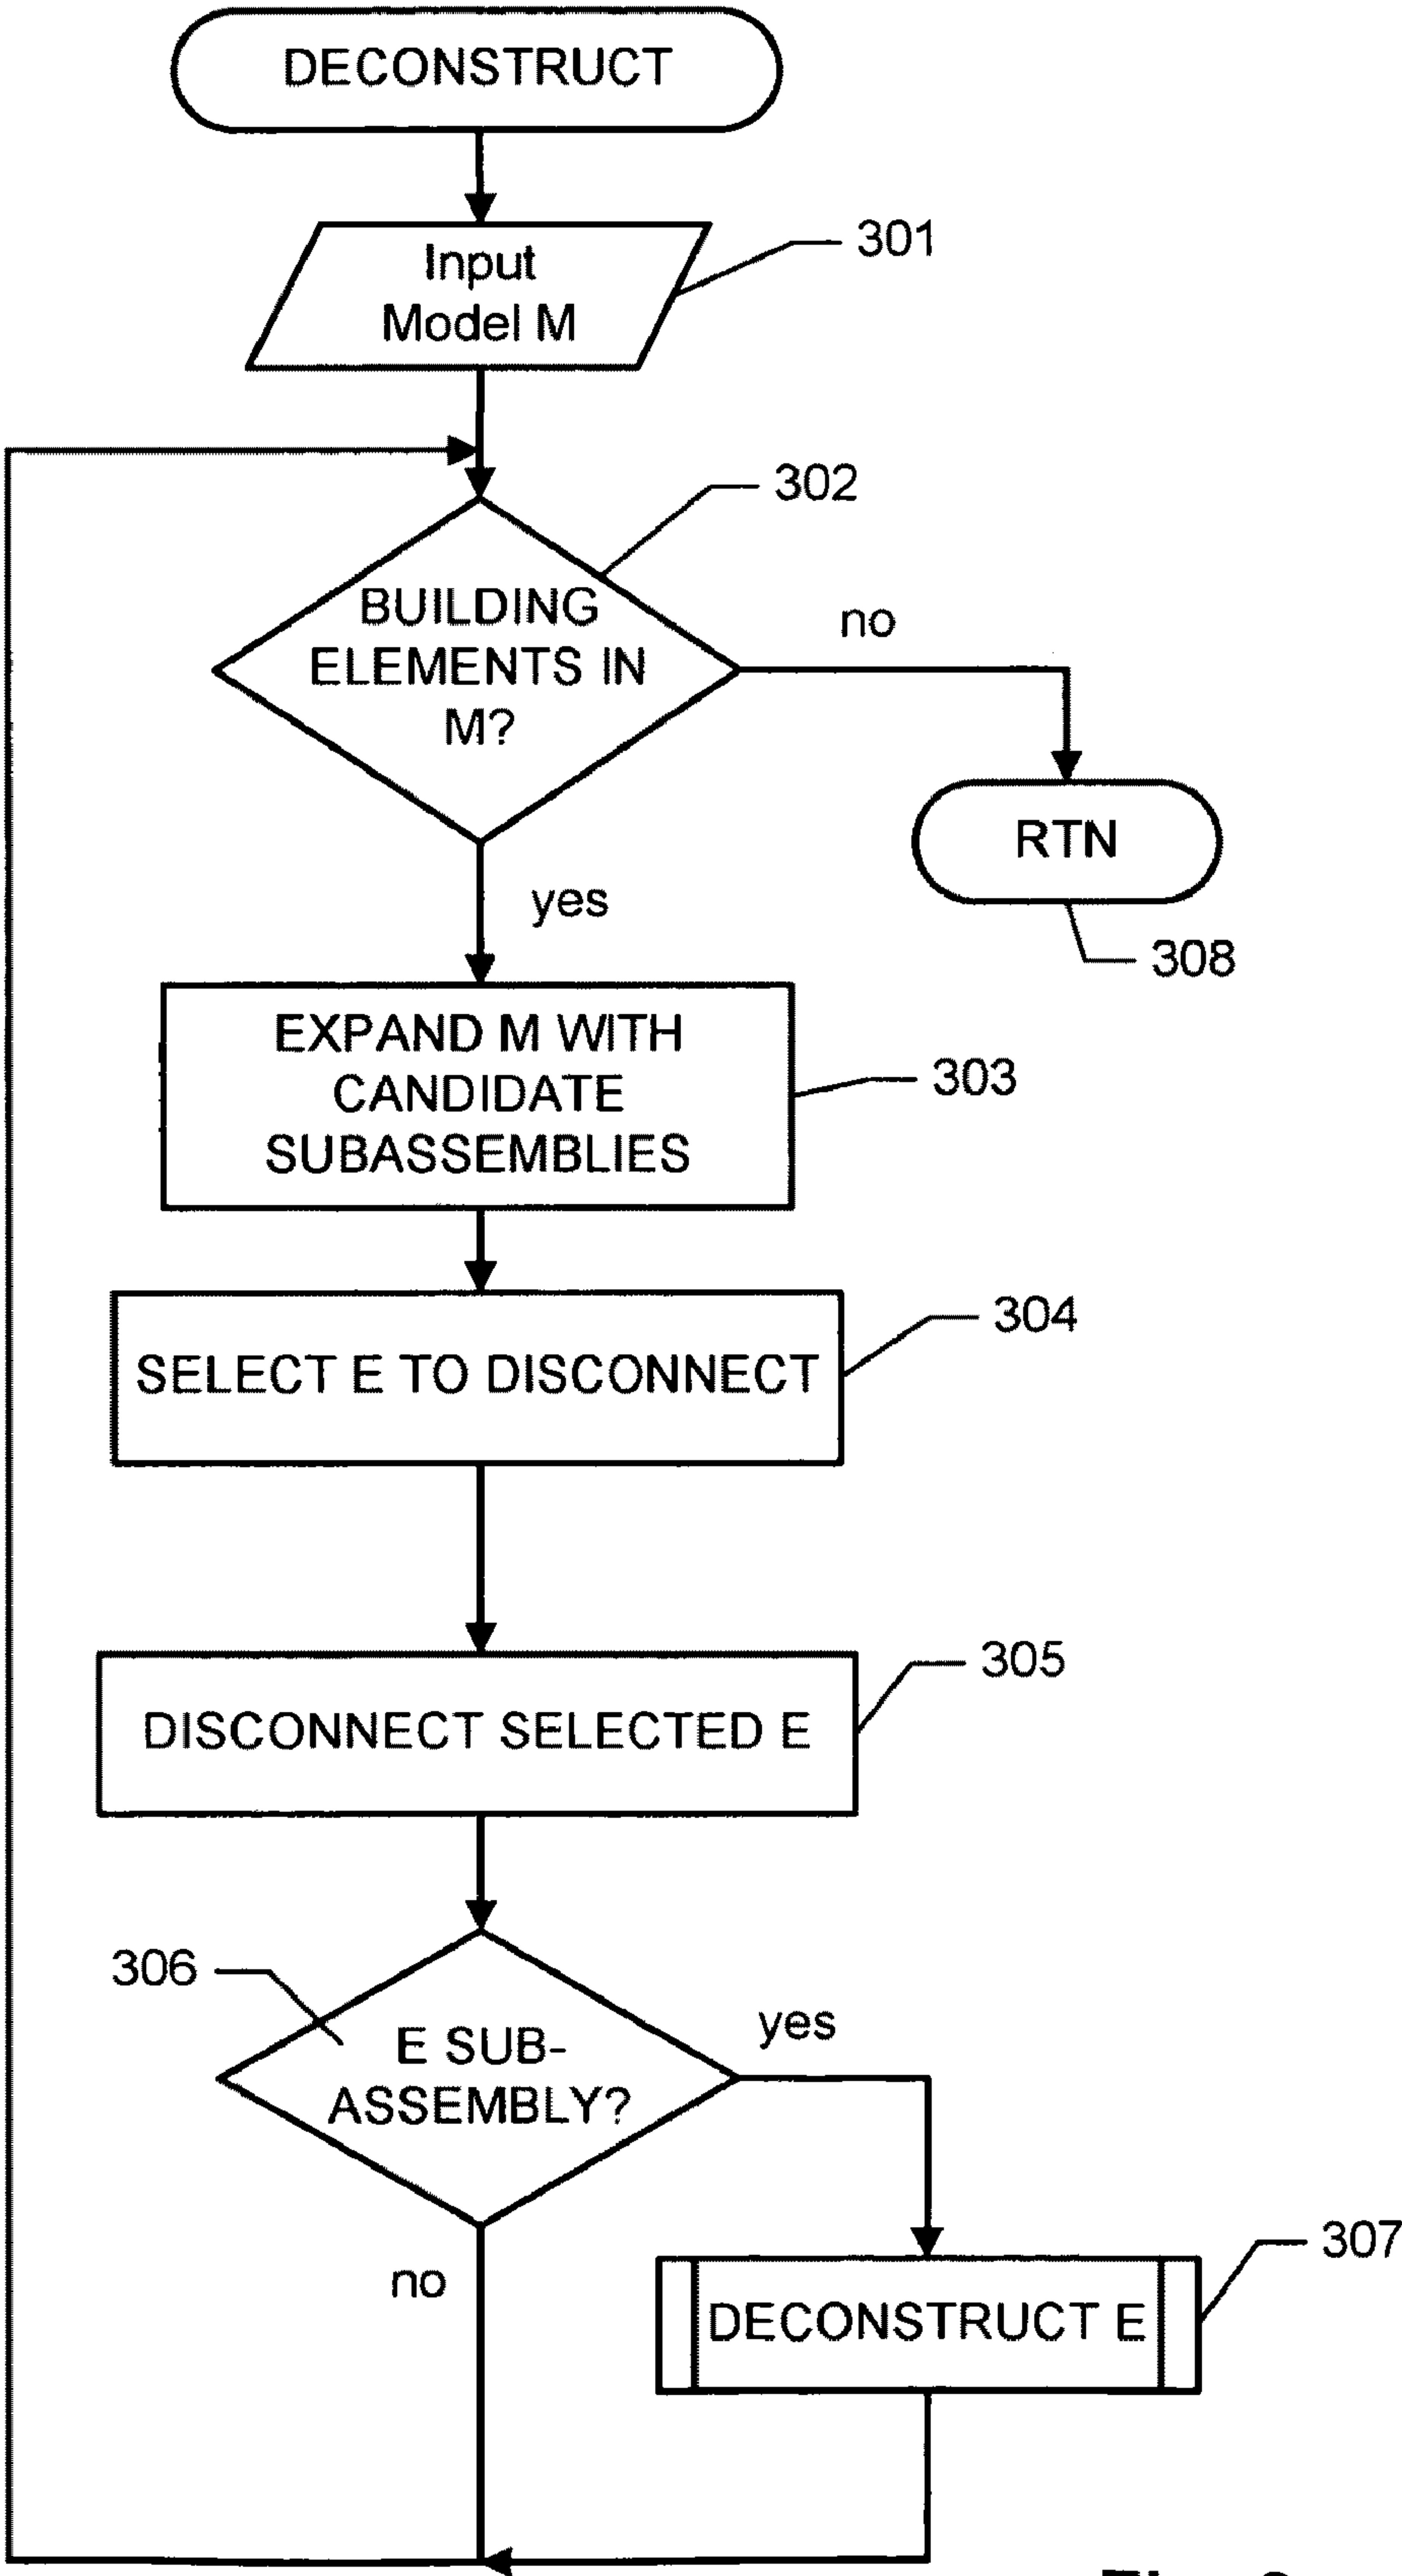 DECONSTRUCT
Input
Model M
301
302
BUILDING
ELEMENTS IN
M?
no
RTN
308
yes
EXPAND M WITH
CANDIDATE
SUBASSEMBLIES
303
SELECT E TO DISCONNECT
304
DISCONNECT SELECTED E
305
306
E SUB-
ASSEMBLY?
yes
no
DECONSTRUCT E
307